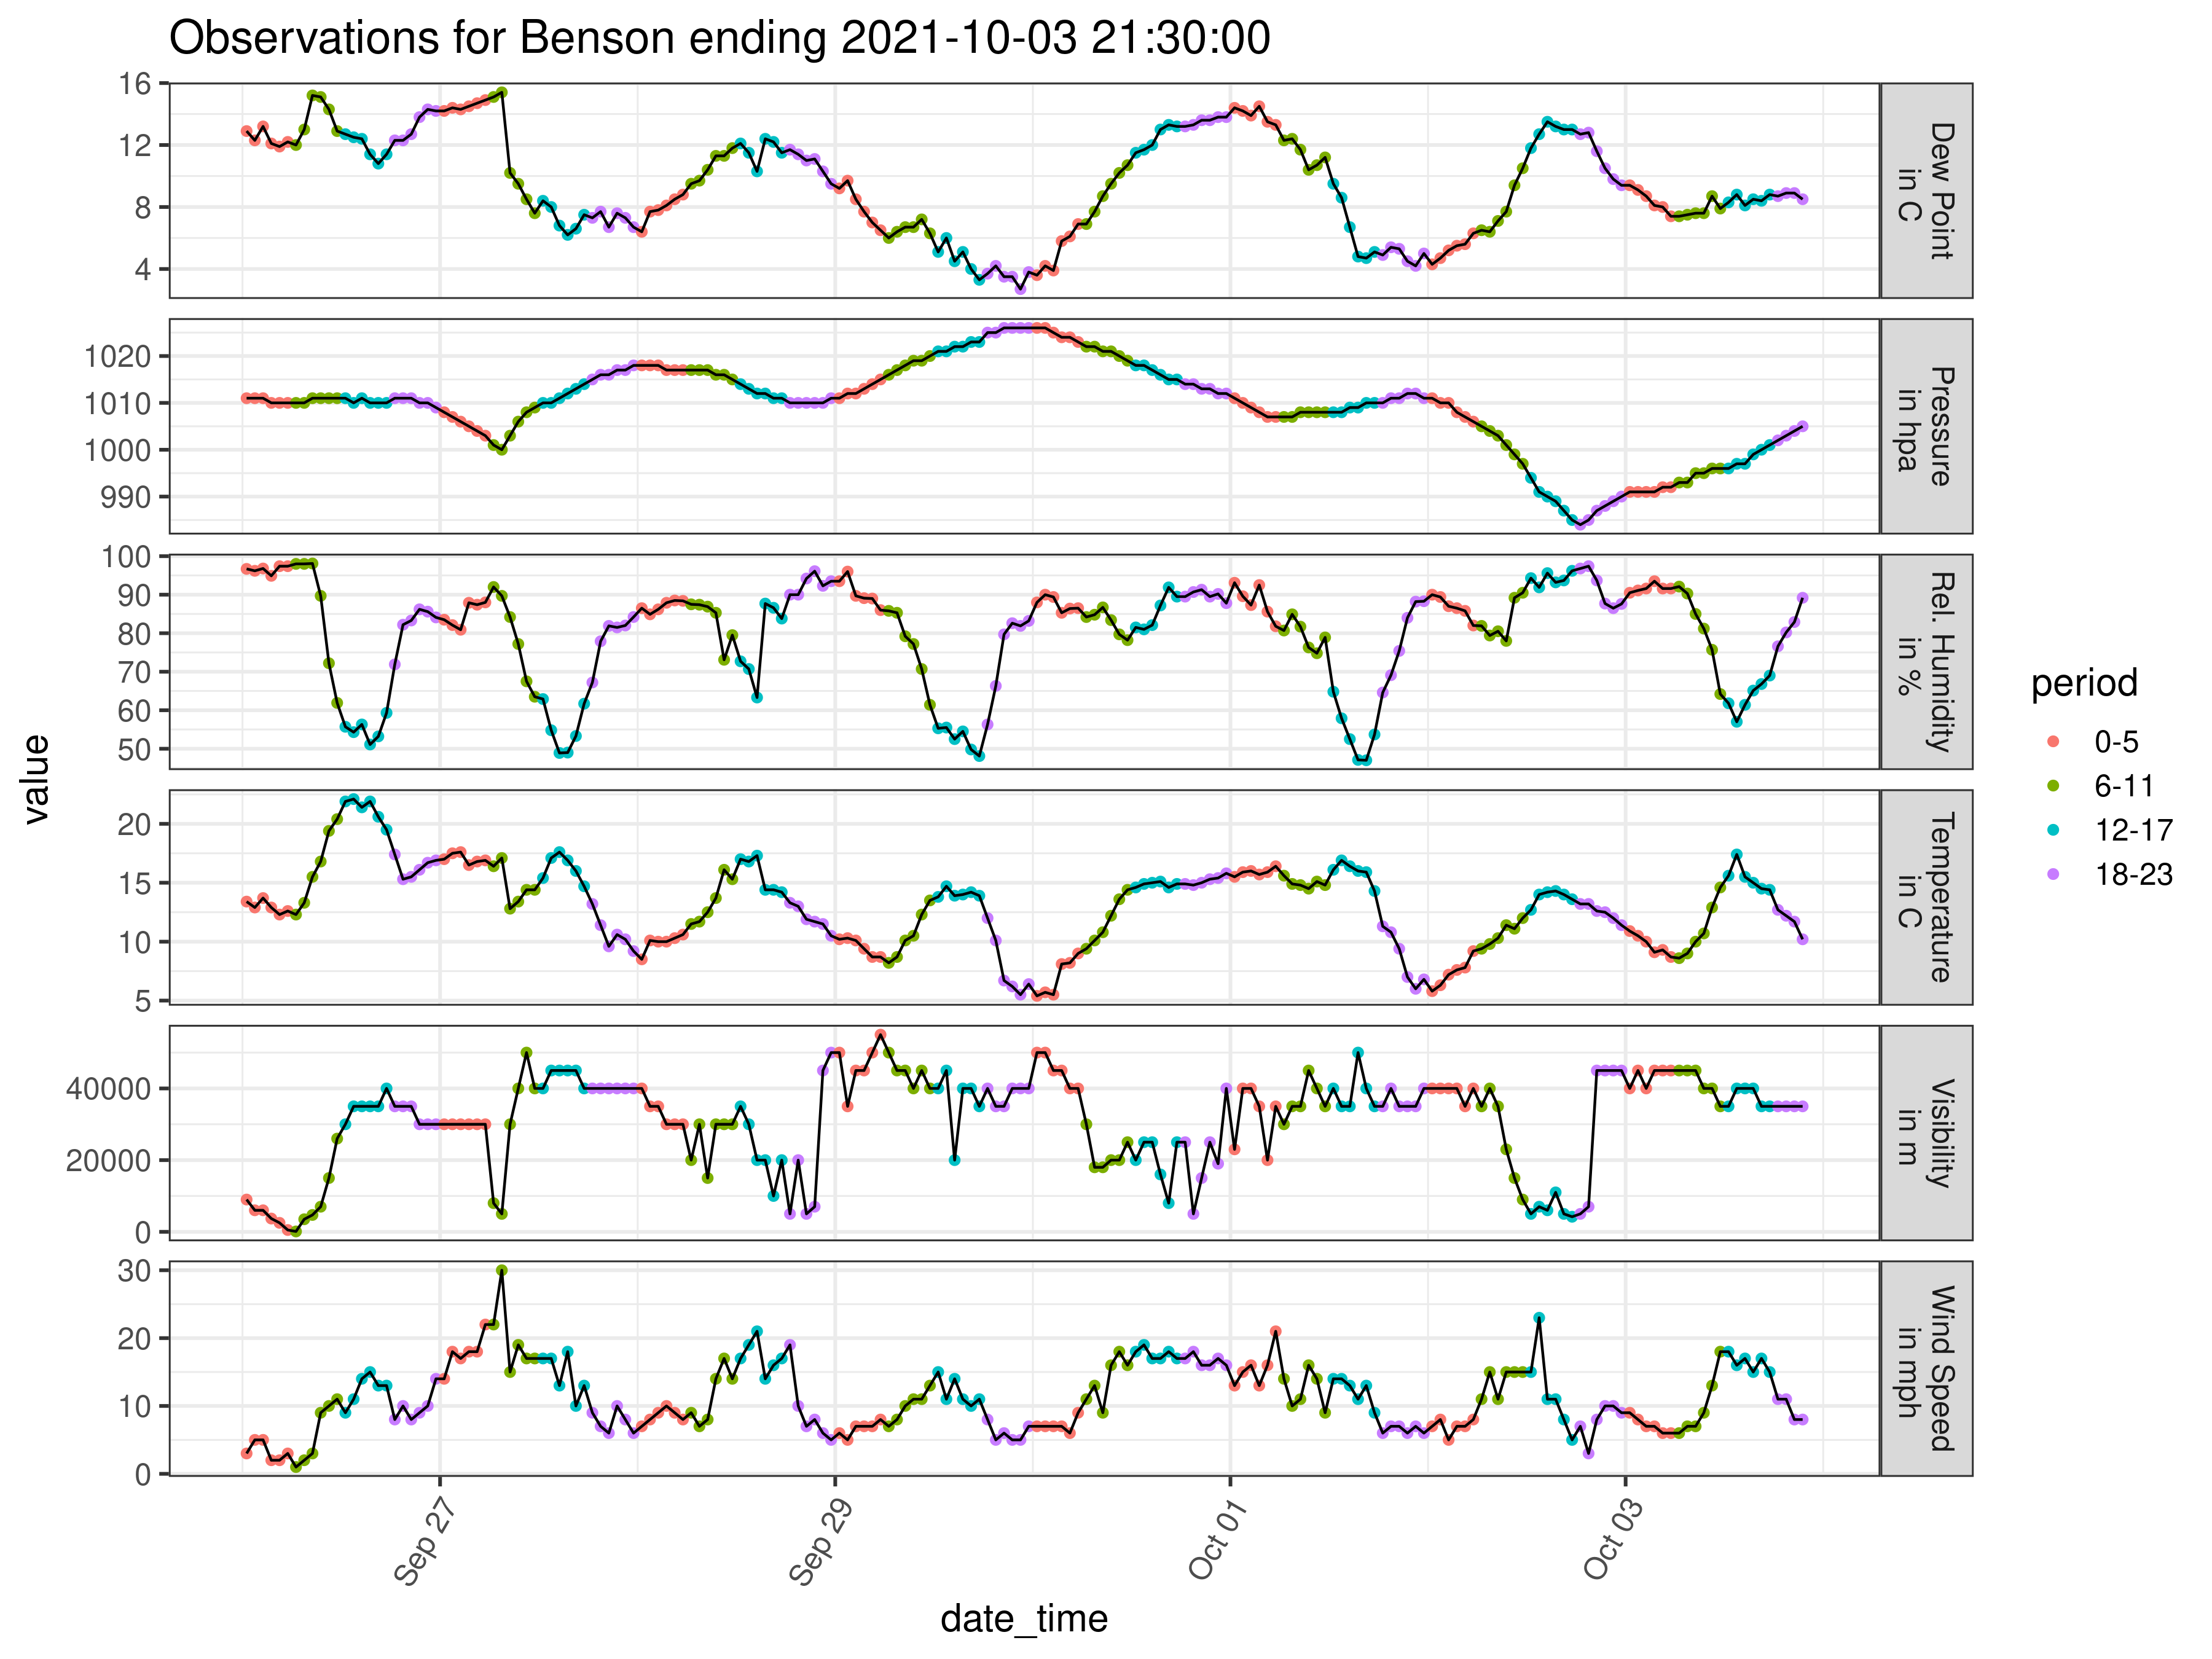 Observations for Benson ending 2021-10-03 21:30:00
value
16
12
8
4
Dew Point
in C
1020
1010
1000
990
Pressure
in hpa
100
90
80
70
60
50
Rel. Humidity
in %
20
15
10
5
Temperature
in C
40000
20000
0
Visibility
in m
30
20
10
0
Wind Speed
in mph
Sep 27
Sep 29
Oct 01
Oct 03
date_time
period
0-5
6-11
12-17
18-23